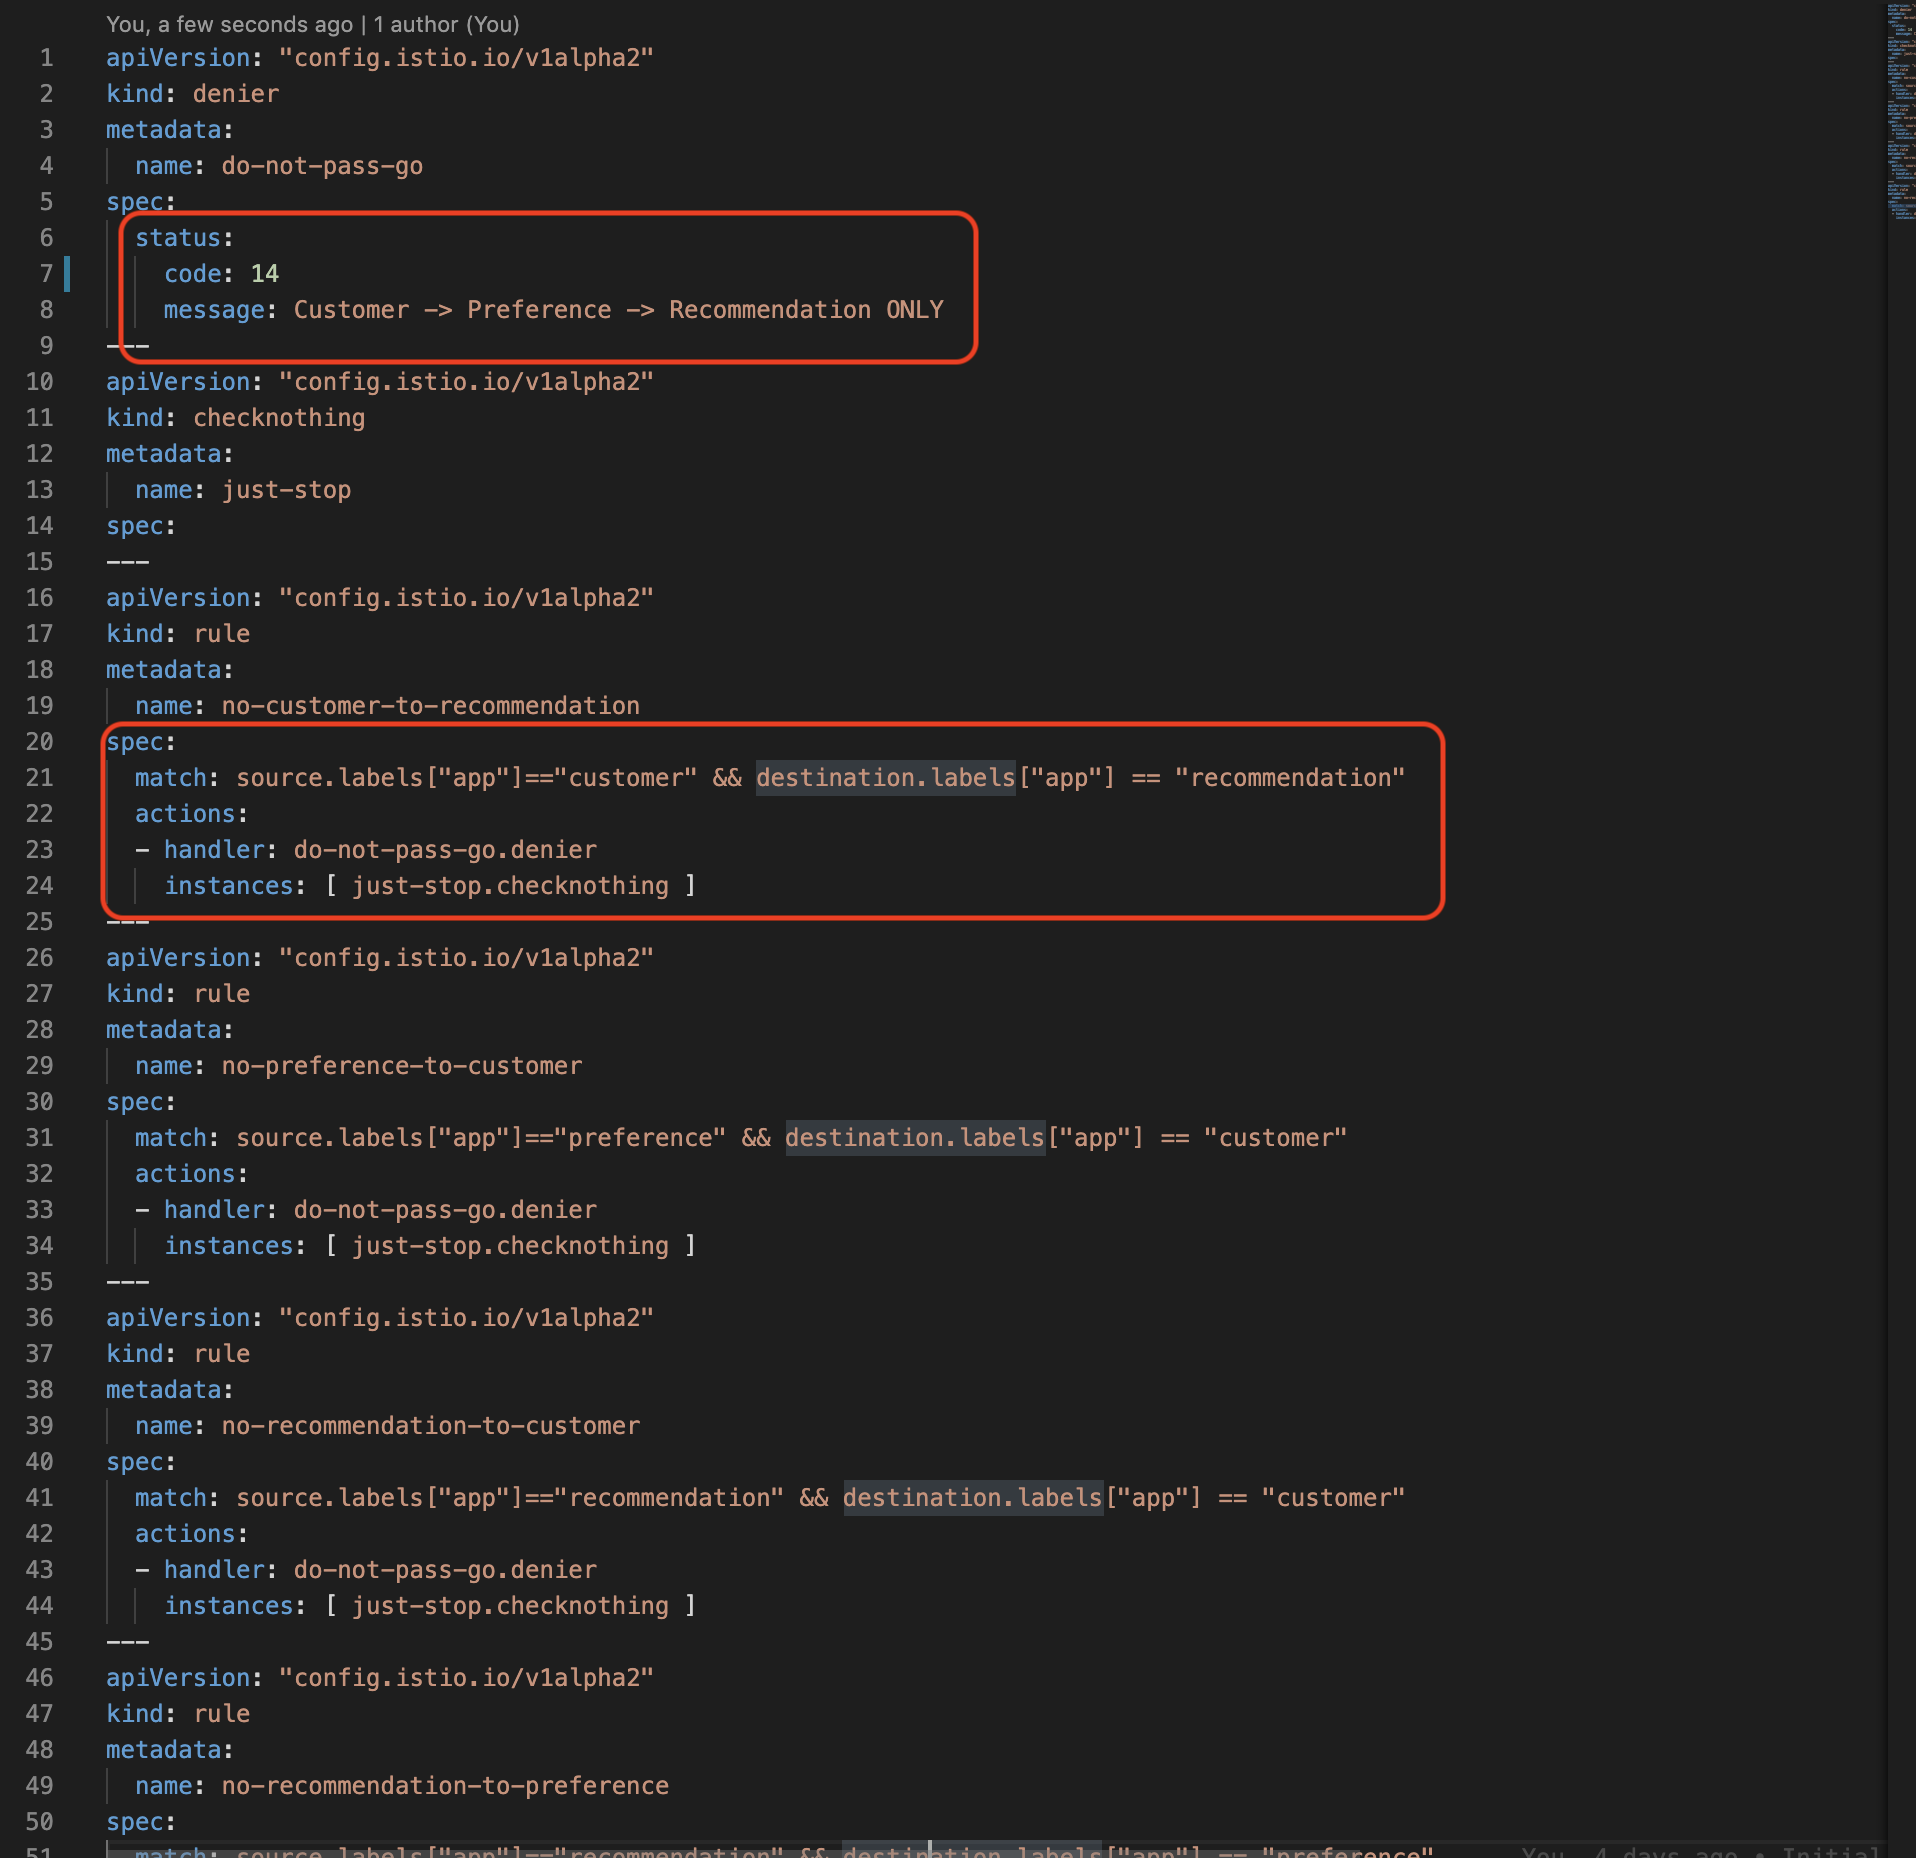 You, a few seconds ago | 1 author (You)
1 apiVersion: "config.istio.io/v1alpha2"
2 kind: denier
3 metadata:
4 name: do-not-pass-go
5 spec:
6 status:
7 code: 14
8 message: Customer -> Preference -> Recommendation ONLY
9 ---
10 apiVersion: "config.istio.io/v1alpha2"
11 kind: checknothing
12 metadata:
13 name: just-stop
14 spec:
15 ---
16 apiVersion: "config.istio.io/v1alpha2"
17 kind: rule
18 metadata:
19 name: no-customer-to-recommendation
20 spec:
21 match: source.labels["app"]=="customer" && destination.labels["app"] == "recommendation"
22 actions:
23 - handler: do-not-pass-go.denier
24 instances: [ just-stop.checknothing ]
25 ---
26 apiVersion: "config.istio.io/v1alpha2"
27 kind: rule
28 metadata:
29 name: no-preference-to-customer
30 spec:
31 match: source.labels["app"]=="preference" && destination.labels["app"] == "customer"
32 actions:
33 - handler: do-not-pass-go.denier
34 instances: [ just-stop.checknothing ]
35 ---
36 apiVersion: "config.istio.io/v1alpha2"
37 kind: rule
38 metadata:
39 name: no-recommendation-to-customer
40 spec:
41 match: source.labels["app"]=="recommendation" && destination.labels["app"] == "customer"
42 actions:
43 - handler: do-not-pass-go.denier
44 instances: [ just-stop.checknothing ]
45 ---
46 apiVersion: "config.istio.io/v1alpha2"
47 kind: rule
48 metadata:
49 name: no-recommendation-to-preference
50 spec:
51 match: source.labels["app"]=="recommendation" && destination.labels["app"] == "preference" You, 4 days ago • Initial